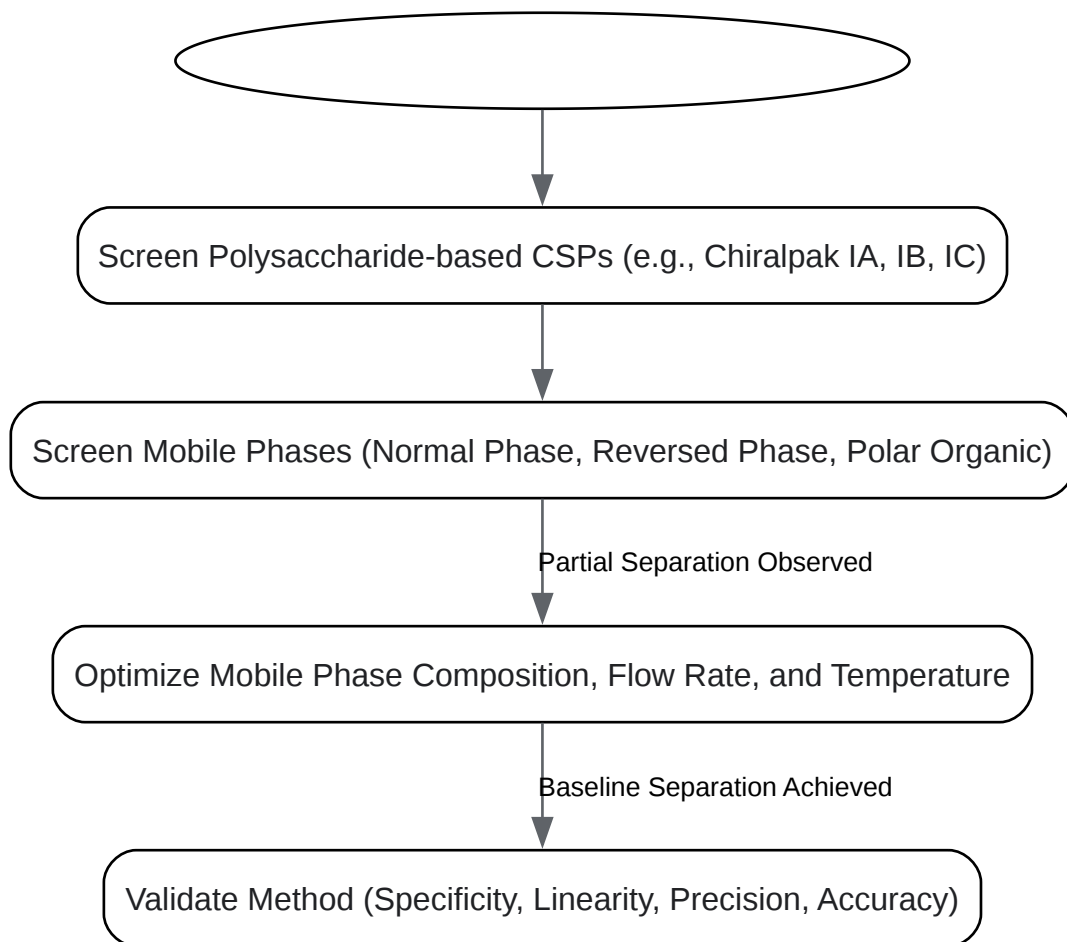 Screen Polysaccharide-based CSPs (e.g., Chiralpak IA, IB, IC)
Screen Mobile Phases (Normal Phase, Reversed Phase, Polar Organic)
Partial Separation Observed
Optimize Mobile Phase Composition, Flow Rate, and Temperature
Baseline Separation Achieved
Validate Method (Specificity, Linearity, Precision, Accuracy)